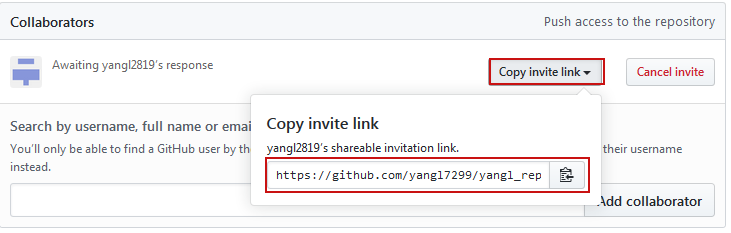 Collaborators
Push access to the repository
Awaiting yangl2819's response
Copy invite link
Cancel invite
Copy invite link
yangl2819's shareable invitation link.
https://github.com/yangl7299/yangl_rep
Search by username, full name or emai
You'll only be able to find a GitHub user by th
their username
instead.
Add collaborator